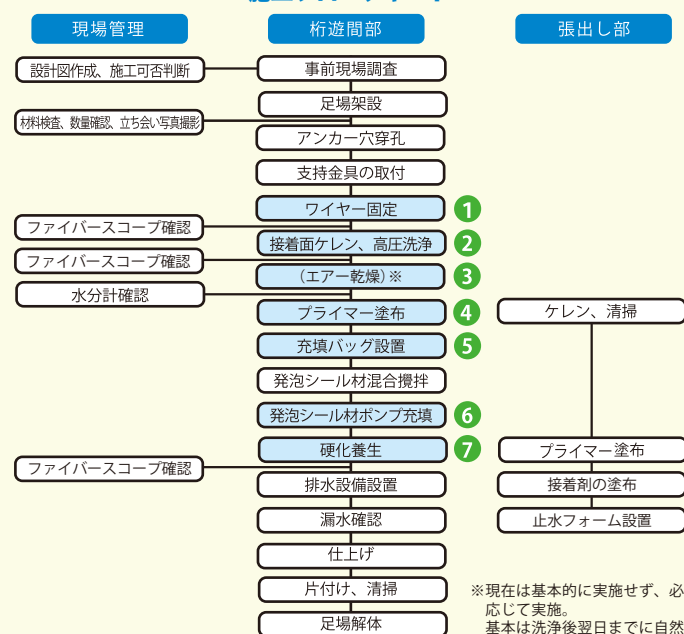 現場管理
桁遊間部
張出し部
設計図作成、施工可否判断
事前現場調査
足場架設
材料検査、数量確認、立ち会い写真撮影
アンカー穴穿孔
支持金具の取付
ワイヤー固定
1
ファイバースコープ確認
接着面ケレン、高圧洗浄
2
ファイバースコープ確認
（エアー乾燥）※
3
水分計確認
プライマー塗布
4
ケレン、清掃
充填バッグ設置
5
発泡シール材混合攪拌
発泡シール材ポンプ充填
6
硬化養生
7
プライマー塗布
ファイバースコープ確認
排水設備設置
接着剤の塗布
漏水確認
止水フォーム設置
仕上げ
片付け、清掃
足場解体
※現在は基本的に実施せず、必
応じて実施。
基本は洗浄後翌日までに自然